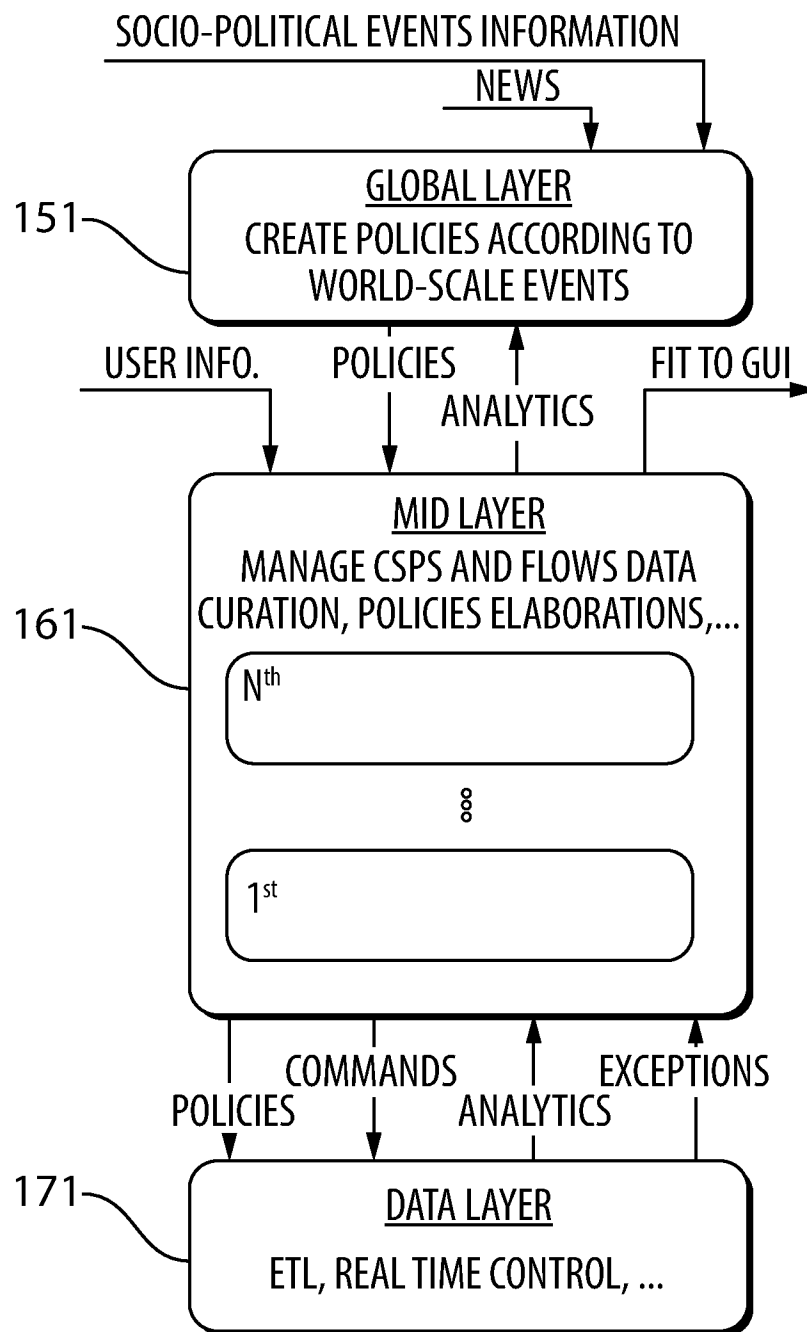 SOCIO-POLITICAL EVENTS INFORMATION
NEWS
151
GLOBAL LAYER
CREATE POLICIES ACCORDING TO
WORLD-SCALE EVENTS
USER INFO.
POLICIES
ANALYTICS
FIT TO GUI
161
MID LAYER
MANAGE CSPS AND FLOWS DATA
CURATION, POLICIES ELABORATIONS,...
Nth
1st
POLICIES
COMMANDS
ANALYTICS
EXCEPTIONS
171
DATA LAYER
ETL, REAL TIME CONTROL, ...